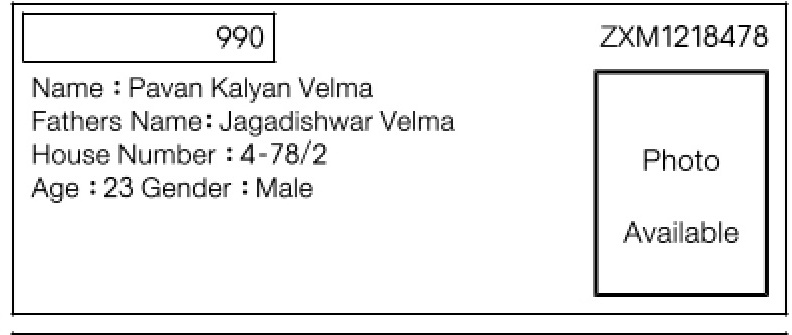 990
ZXM1218478
Name : Pavan Kalyan Velma
Fathers Name: Jagadishwar Velma
House Number : 4-78/2
Age : 23 Gender : Male
Photo
Available